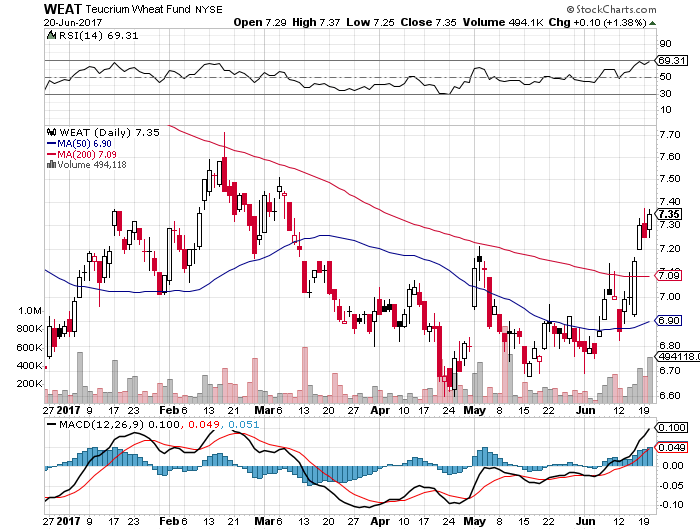 WEAT Teucrium Wheat Fund NYSE © StockCharts.com
20-Jun-2017 Open 7.29 High 7.37 Low 7.25 Close 7.35 Volume 494.1K Chg +0.10 (+1.38%)
RSI(14) 69.31
90
69.31
50
30
10
WEAT (Daily) 7.35
MA(50) 6.90
MA(200) 7.09
Volume 494,118
7.70
7.60
7.50
7.40
7.35
7.30
7.20
7.09
7.00
6.90
6.80
494118.0
6.70
6.60
1.0M
800K
600K
400K
200K
27 2017 9 17 23 Feb 6 13 21 Mar 6 13 20 27 Apr 10 17 24 May 8 15 22 Jun 12 19
MACD(12,26,9) 0.100, 0.049, 0.051
0.100
0.049
0.000
-0.050
-0.100
27 2017 9 17 23 Feb 6 13 21 Mar 6 13 20 27 Apr 10 17 24 May 8 15 22 Jun 12 19